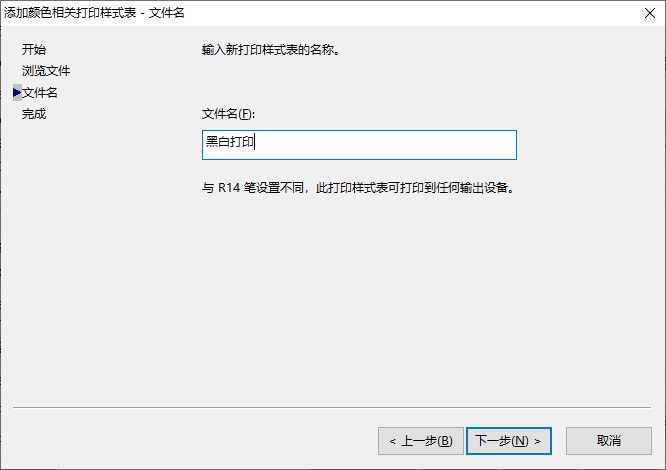 添加颜色相关打印样式表 - 文件名
开始
浏览文件
文件名
完成
输入新打印样式表的名称。
文件名(F):
黑白打印
与 R14 笔设置不同，此打印样式表可打印到任何输出设备。
< 上一步(B)
下一步(N) >
取消